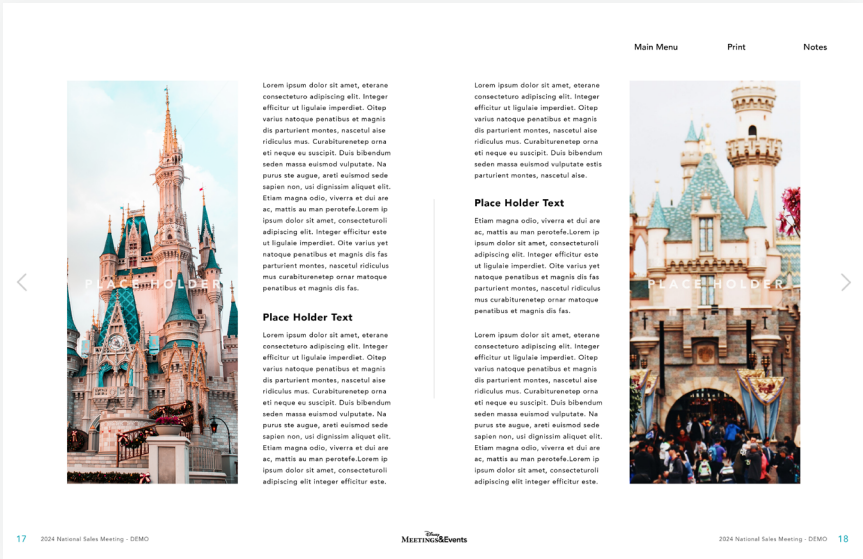 Main Menu Print Notes
Lorem ipsum dolor sit amet, eterane
consecteturo adipiscing elit. Integer
efficitur ut ligulaie imperdiet. Oitep
varius natoque penatibus et magnis
dis parturient montes, nascetul aise
ridiculus mus. Curabiturenetep orna
eti neque eu suscipit. Duis bibendum
seden massa euismod vulputate. Na
purus ste augue, areti euismod sede
sapien non, usi dignissim aliquet elit.
Etiam magna odio, viverra et dui are
ac, mattis au man perotefe.Lorem ip
ipsum dolor sit amet, consecteturoli
adipiscing elit. Integer efficitur este
ut ligulaie imperdiet. Oite varius yet
natoque penatibus et magnis dis fas
parturient montes, nascetul ridiculus
mus curabiturenetep ornar matoque
penatibus et magnis dis fas.
PLACE HOLDER
Place Holder Text
Lorem ipsum dolor sit amet, eterane
consecteturo adipiscing elit. Integer
efficitur ut ligulaie imperdiet. Oitep
varius natoque penatibus et magnis
dis parturient montes, nascetul aise
ridiculus mus. Curabiturenetep orna
eti neque eu suscipit. Duis bibendum
seden massa euismod vulputate. Na
purus ste augue, areti euismod sede
sapien non, usi dignissim aliquet elit.
Etiam magna odio, viverra et dui are
ac, mattis au man perotefe.Lorem ip
ipsum dolor sit amet, consecteturoli
adipiscing elit integer efficitur este.
Lorem ipsum dolor sit amet, eterane
consecteturo adipiscing elit. Integer
efficitur ut ligulaie imperdiet. Oitep
varius natoque penatibus et magnis
dis parturient montes, nascetul aise
ridiculus mus. Curabiturenetep orna
eti neque eu suscipit. Duis bibendum
seden massa euismod vulputate estis
parturient montes, nascetul aise.
Place Holder Text
Etiam magna odio, viverra et dui are
ac, mattis au man perotefe.Lorem ip
ipsum dolor sit amet, consecteturoli
adipiscing elit. Integer efficitur este
ut ligulaie imperdiet. Oite varius yet
natoque penatibus et magnis dis fas
parturient montes, nascetul ridiculus
mus curabiturenetep ornar matoque
penatibus et magnis dis fas.
Lorem ipsum dolor sit amet, eterane
consecteturo adipiscing elit. Integer
efficitur ut ligulaie imperdiet. Oitep
varius natoque penatibus et magnis
dis parturient montes, nascetul aise
ridiculus mus. Curabiturenetep orna
eti neque eu suscipit. Duis bibendum
seden massa euismod vulputate. Na
purus ste augue, areti euismod sede
sapien non, usi dignissim aliquet elit.
Etiam magna odio, viverra et dui are
ac, mattis au man perotefe.Lorem ip
ipsum dolor sit amet, consecteturoli
adipiscing elit integer efficitur este.
PLACE HOLDER
17 2024 National Sales Meeting - DEMO
Disney
MEETINGS&Events
2024 National Sales Meeting - DEMO 18